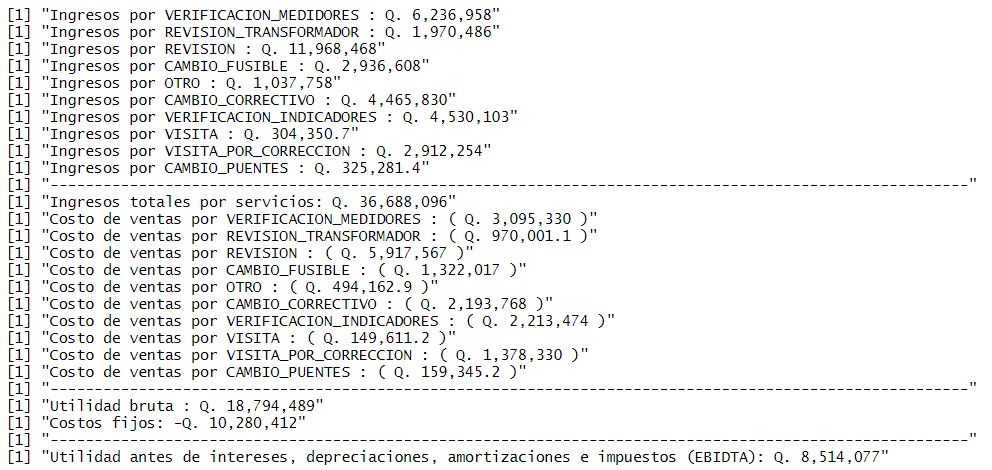 [1] "Ingresos por VERIFICACION_MEDIDORES : Q. 6,236,958"
[1] "Ingresos por REVISION_TRANSFORMADOR : Q. 1,970,486"
[1] "Ingresos por REVISION : Q. 11,968,468"
[1] "Ingresos por CAMBIO_FUSIBLE : Q. 2,936,608"
[1] "Ingresos por OTRO : Q. 1,037,758"
[1] "Ingresos por CAMBIO_CORRECTIVO : Q. 4,465,830"
[1] "Ingresos por VERIFICACION_INDICADORES : Q. 4,530,103"
[1] "Ingresos por VISITA : Q. 304,350.7"
[1] "Ingresos por VISITA_POR_CORRECCION : Q. 2,912,254"
[1] "Ingresos por CAMBIO_PUENTES : Q. 325,281.4"
[1] "------------------------------------------------------------------------------------------------------"
[1] "Ingresos totales por servicios: Q. 36,688,096"
[1] "Costo de ventas por VERIFICACION_MEDIDORES : ( Q. 3,095,330 )"
[1] "Costo de ventas por REVISION_TRANSFORMADOR : ( Q. 970,001.1 )"
[1] "Costo de ventas por REVISION : ( Q. 5,917,567 )"
[1] "Costo de ventas por CAMBIO_FUSIBLE : ( Q. 1,322,017 )"
[1] "Costo de ventas por OTRO : ( Q. 494,162.9 )"
[1] "Costo de ventas por CAMBIO_CORRECTIVO : ( Q. 2,193,768 )"
[1] "Costo de ventas por VERIFICACION_INDICADORES : ( Q. 2,213,474 )"
[1] "Costo de ventas por VISITA : ( Q. 149,611.2 )"
[1] "Costo de ventas por VISITA_POR_CORRECCION : ( Q. 1,378,330 )"
[1] "Costo de ventas por CAMBIO_PUENTES : ( Q. 159,345.2 )"
[1] "------------------------------------------------------------------------------------------------------"
[1] "Utilidad bruta : Q. 18,794,489"
[1] "Costos fijos: -Q. 10,280,412"
[1] "------------------------------------------------------------------------------------------------------"
[1] "Utilidad antes de intereses, depreciaciones, amortizaciones e impuestos (EBIDTA): Q. 8,514,077"